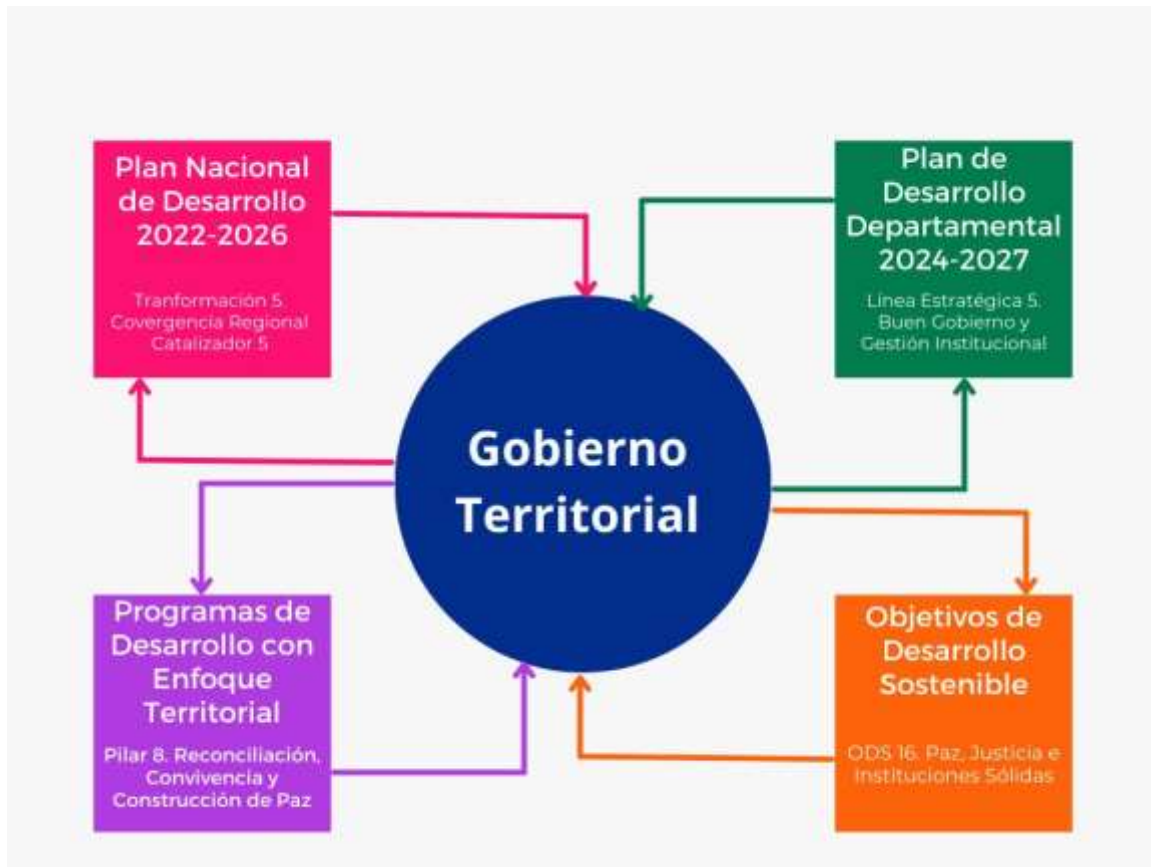 Plan Nacional
de Desarrollo
2022-2026
Tranformación 5.
Covergencia Regional
Catalizador 5
Plan de
Desarrollo
Departamental
2024-2027
Línea Estratégica 5.
Buen Gobierno y
Gestión Institucional
Gobierno
Territorial
Programas de
Desarrollo con
Enfoque
Territorial
Pilar 8. Reconciliación,
Convivencia y
Construcción de Paz
Objetivos de
Desarrollo
Sostenible
ODS 16. Paz, Justicia e
Instituciones Sólidas